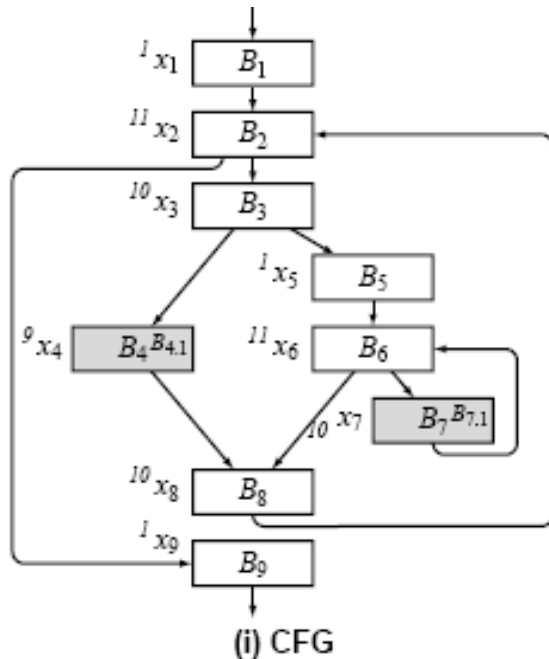 1 x1 B1
11 x2 B2
10 x3 B3
1 x5 B5
9 x4 B4 B4.1
11 x6 B6
10 x7 B7 B7.1
10 x8 B8
1 x9 B9
(i) CFG